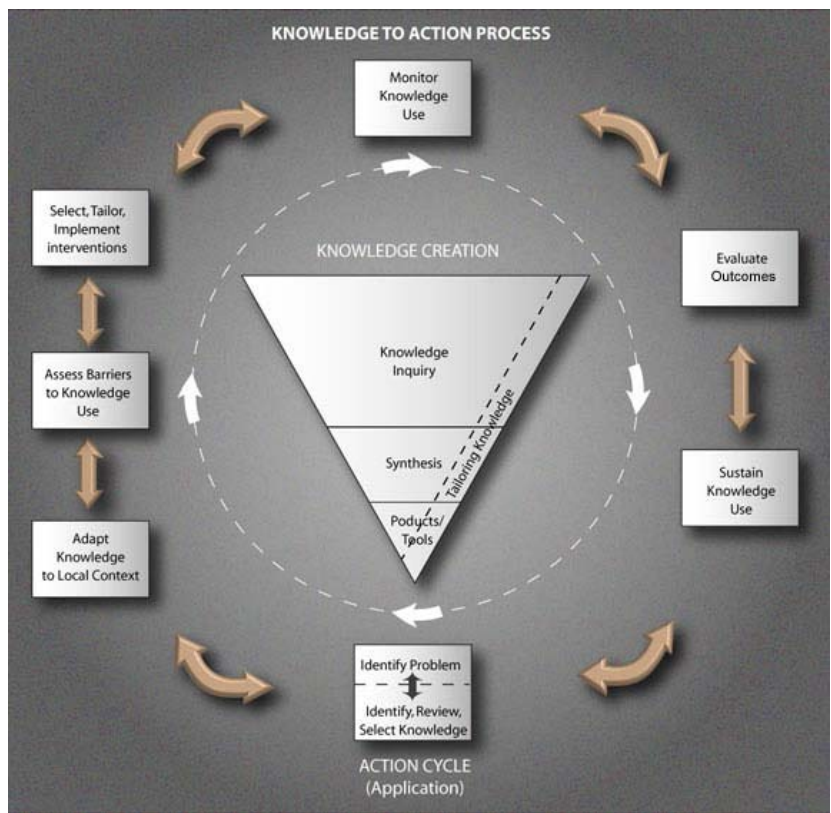 KNOWLEDGE TO ACTION PROCESS
Monitor
Knowledge
Use
Select, Tailor,
Implement
interventions
KNOWLEDGE CREATION
Evaluate
Outcomes
Knowledge
Inquiry
Assess Barriers
to Knowledge
Use
Tailoring Knowledge
Synthesis
Sustain
Knowledge
Use
Poducts/
Tools
Adapt
Knowledge
to Local Context
Identify Problem
Identify, Review,
Select Knowledge
ACTION CYCLE
(Application)